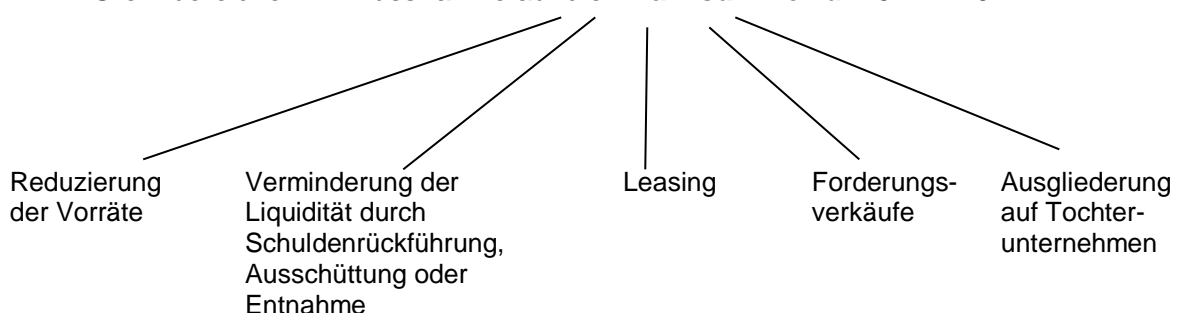 Reduzierung
der Vorräte
Verminderung der
Liquidität durch
Schuldenrückführung,
Ausschüttung oder
Entnahme
Leasing
Forderungs-
verkäufe
Ausgliederung
auf Tochter-
unternehmen